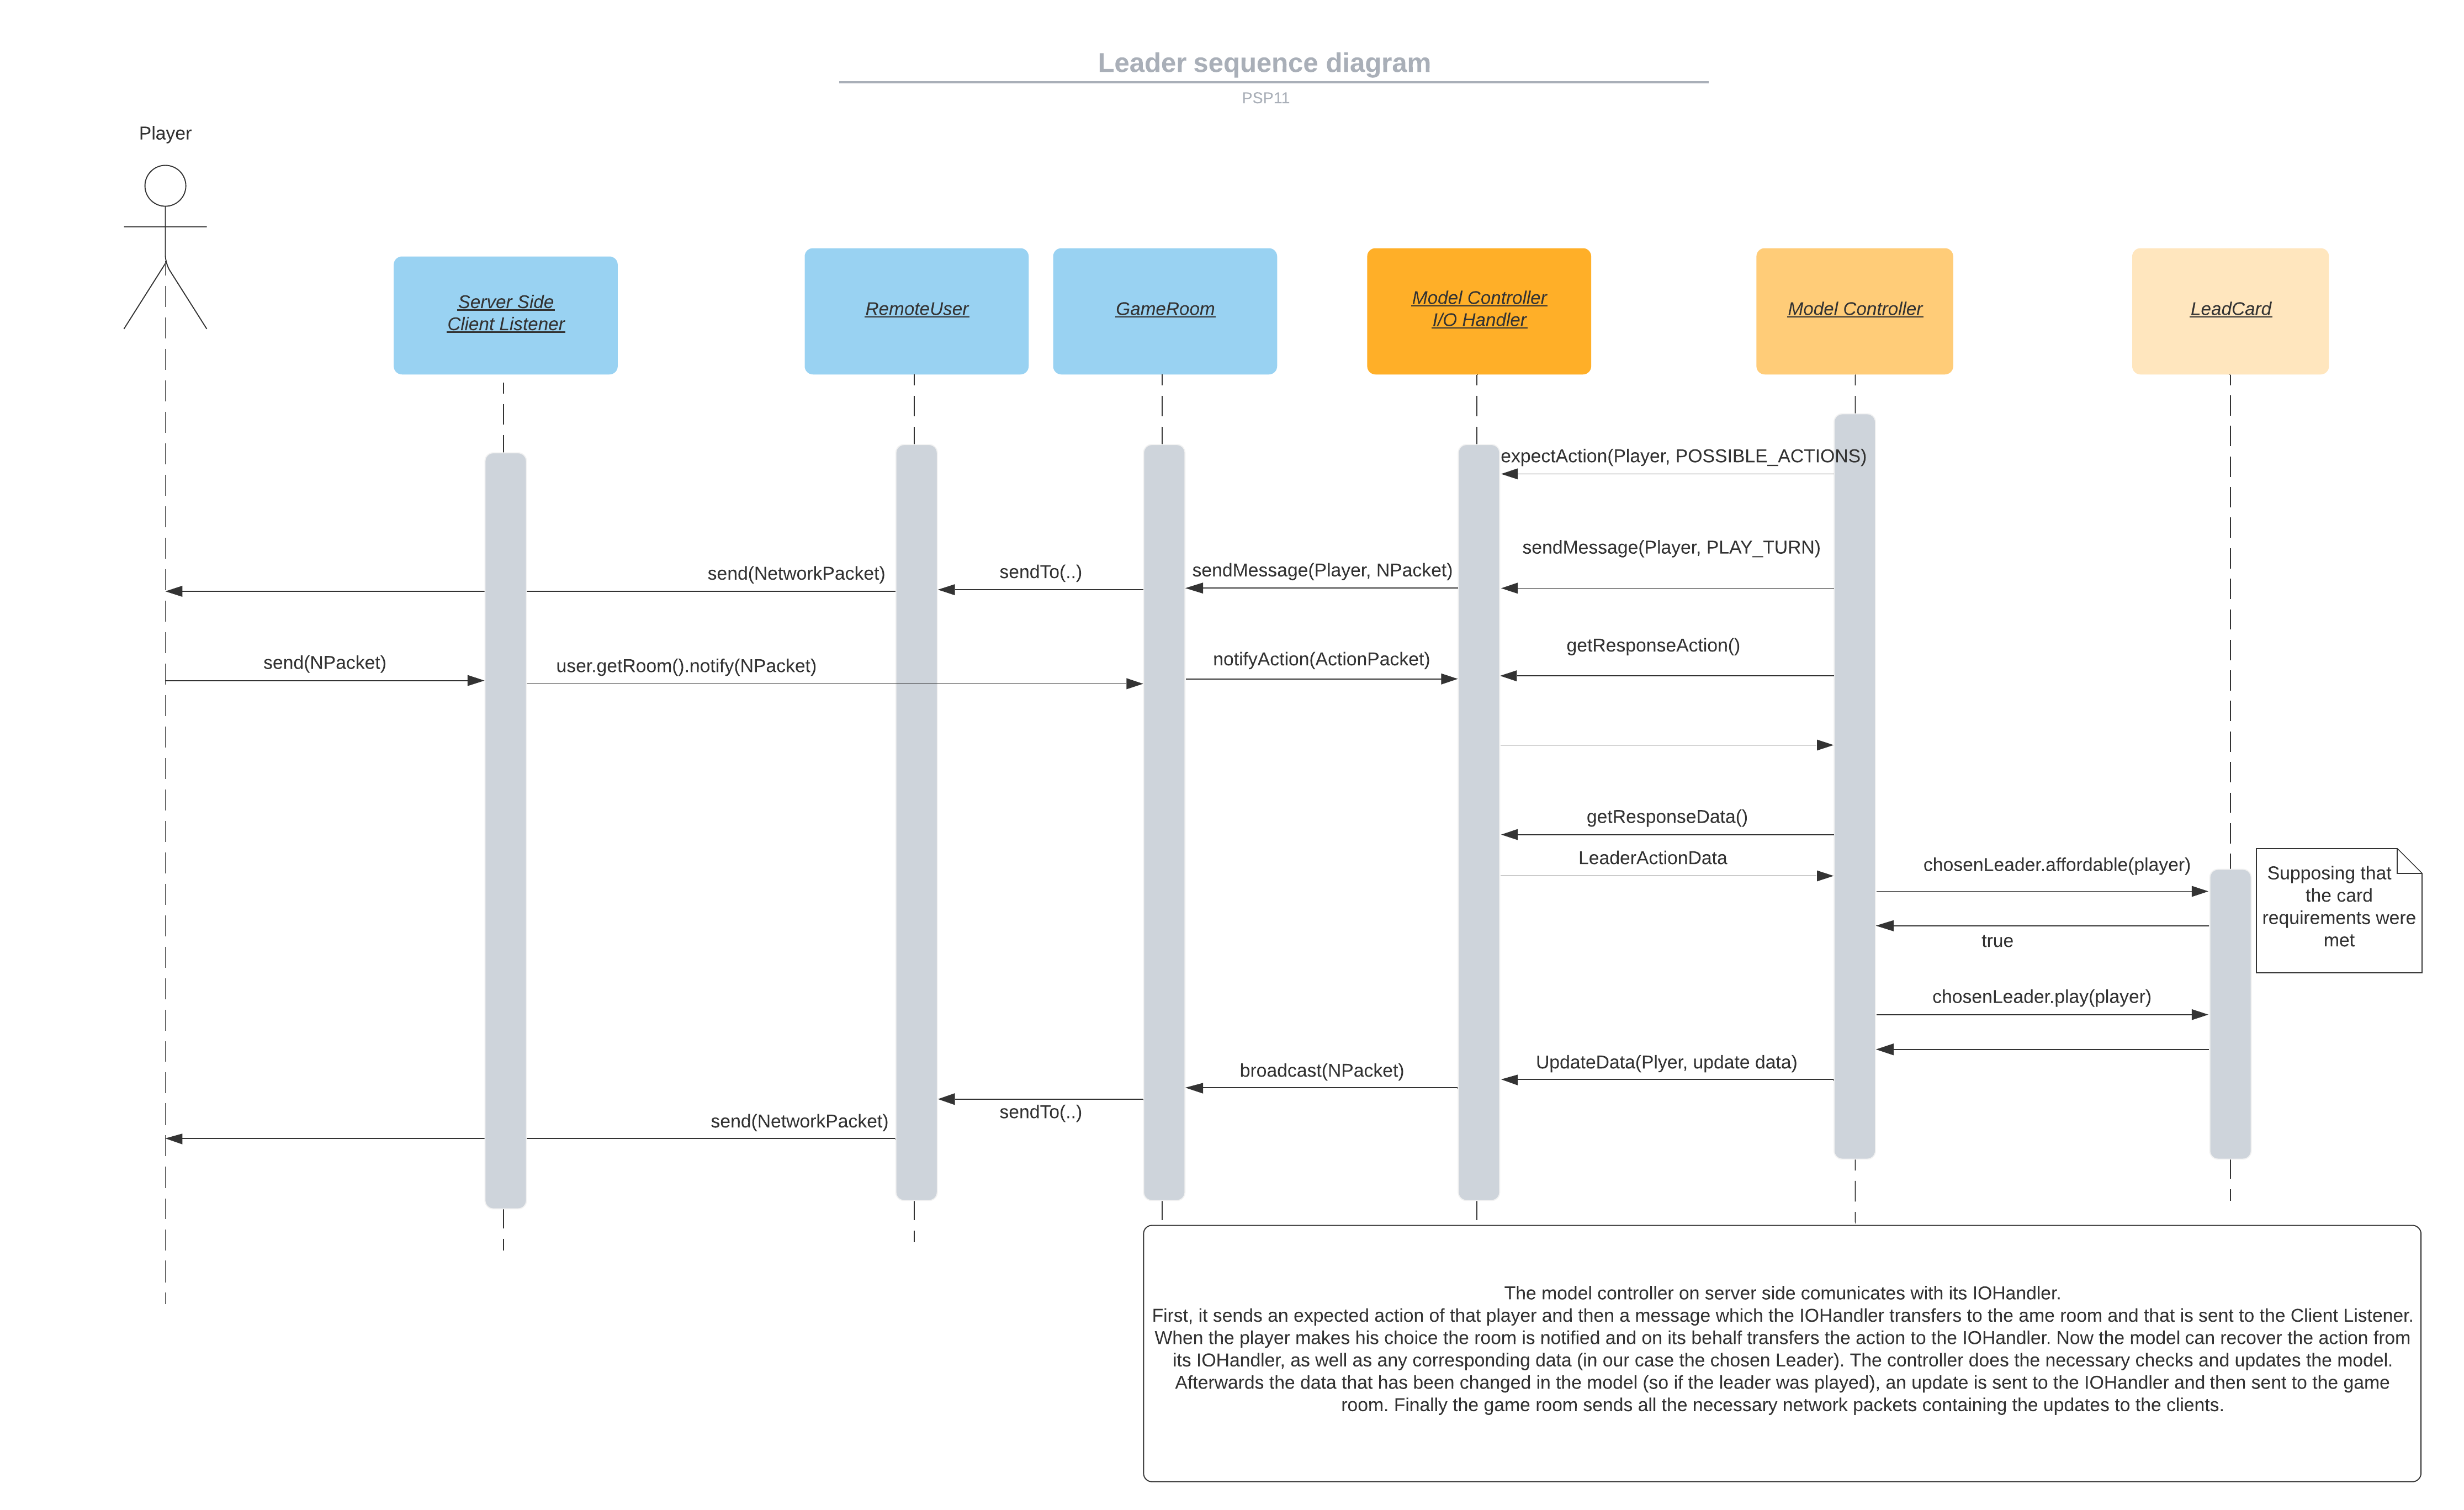 Leader sequence diagram
PSP11
Player
Server Side
Client Listener
RemoteUser
GameRoom
Model Controller
I/O Handler
Model Controller
LeadCard
expectAction(Player, POSSIBLE_ACTIONS)
sendMessage(Player, PLAY_TURN)
sendMessage(Player, NPacket)
sendTo(..)
send(NetworkPacket)
send(NPacket)
user.getRoom().notify(NPacket)
notifyAction(ActionPacket)
getResponseAction()
getResponseData()
LeaderActionData
chosenLeader.affordable(player)
Supposing that
the card
requirements were
met
true
chosenLeader.play(player)
UpdateData(Plyer, update data)
broadcast(NPacket)
sendTo(..)
send(NetworkPacket)
The model controller on server side comunicates with its IOHandler.
First, it sends an expected action of that player and then a message which the IOHandler transfers to the ame room and that is sent to the Client Listener.
When the player makes his choice the room is notified and on its behalf transfers the action to the IOHandler. Now the model can recover the action from
its IOHandler, as well as any corresponding data (in our case the chosen Leader). The controller does the necessary checks and updates the model.
Afterwards the data that has been changed in the model (so if the leader was played), an update is sent to the IOHandler and then sent to the game
room. Finally the game room sends all the necessary network packets containing the updates to the clients.